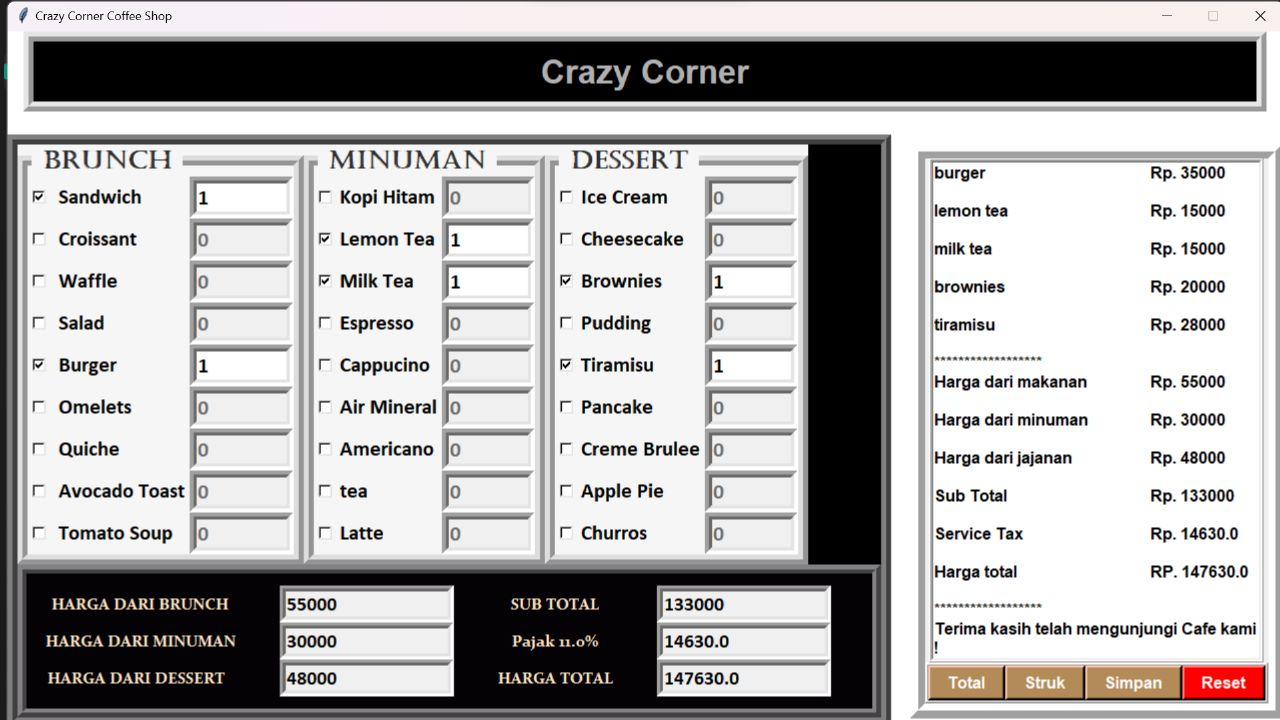 Crazy Corner Coffee Shop
Crazy Corner
BRUNCH
Sandwich 1
Croissant 0
Waffle 0
Salad 0
Burger 1
Omelets 0
Quiche 0
Avocado Toast 0
Tomato Soup 0
MINUMAN
Kopi Hitam 0
Lemon Tea 1
Milk Tea 1
Espresso 0
Cappucino 0
Air Mineral 0
Americano 0
tea 0
Latte 0
DESSERT
Ice Cream 0
Cheesecake 0
Brownies 1
Pudding 0
Tiramisu 1
Pancake 0
Creme Brulee 0
Apple Pie 0
Churros 0
HARGA DARI BRUNCH 55000
HARGA DARI MINUMAN 30000
HARGA DARI DESSERT 48000
SUB TOTAL 133000
Pajak 11.0% 14630.0
HARGA TOTAL 147630.0
burger Rp. 35000
lemon tea Rp. 15000
milk tea Rp. 15000
brownies Rp. 20000
tiramisu Rp. 28000
******************
Harga dari makanan Rp. 55000
Harga dari minuman Rp. 30000
Harga dari jajanan Rp. 48000
Sub Total Rp. 133000
Service Tax Rp. 14630.0
Harga total RP. 147630.0
******************
Terima kasih telah mengunjungi Cafe kami
!
Total Struk Simpan Reset